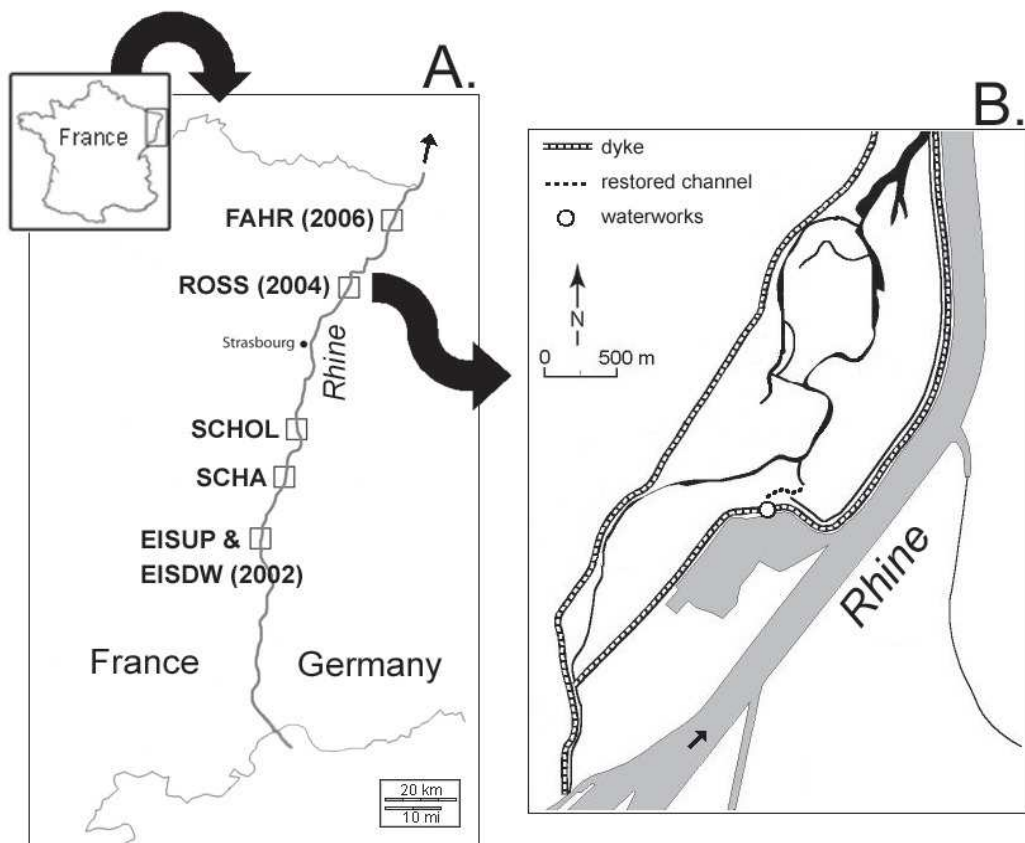 A.
France
FAHR (2006)
ROSS (2004)
Strasbourg
Rhine
SCHOL
SCHA
EISUP &
EISDW (2002)
France
Germany
20 km
10 mi
B.
dyke
restored channel
waterworks
N
0 500 m
Rhine